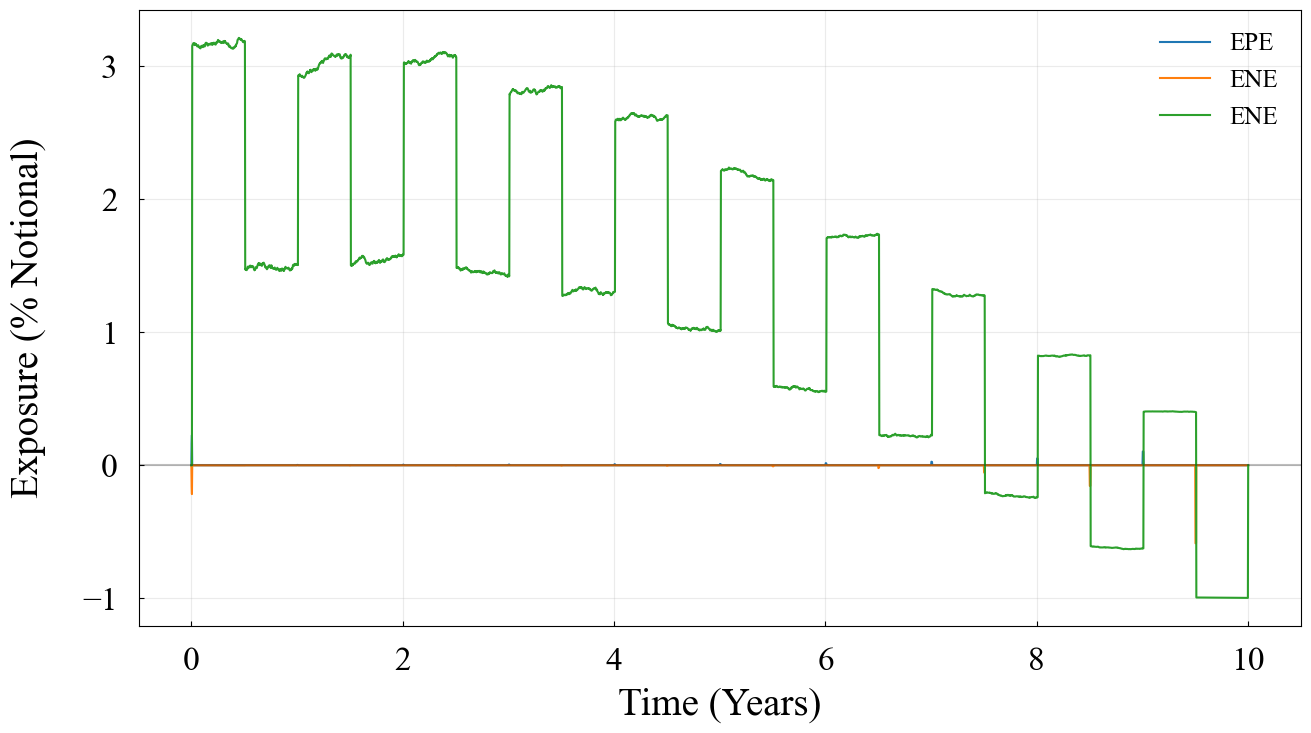 EPE
ENE
ENE
Exposure (% Notional)
3
2
1
0
−1
0 2 4 6 8 10
Time (Years)